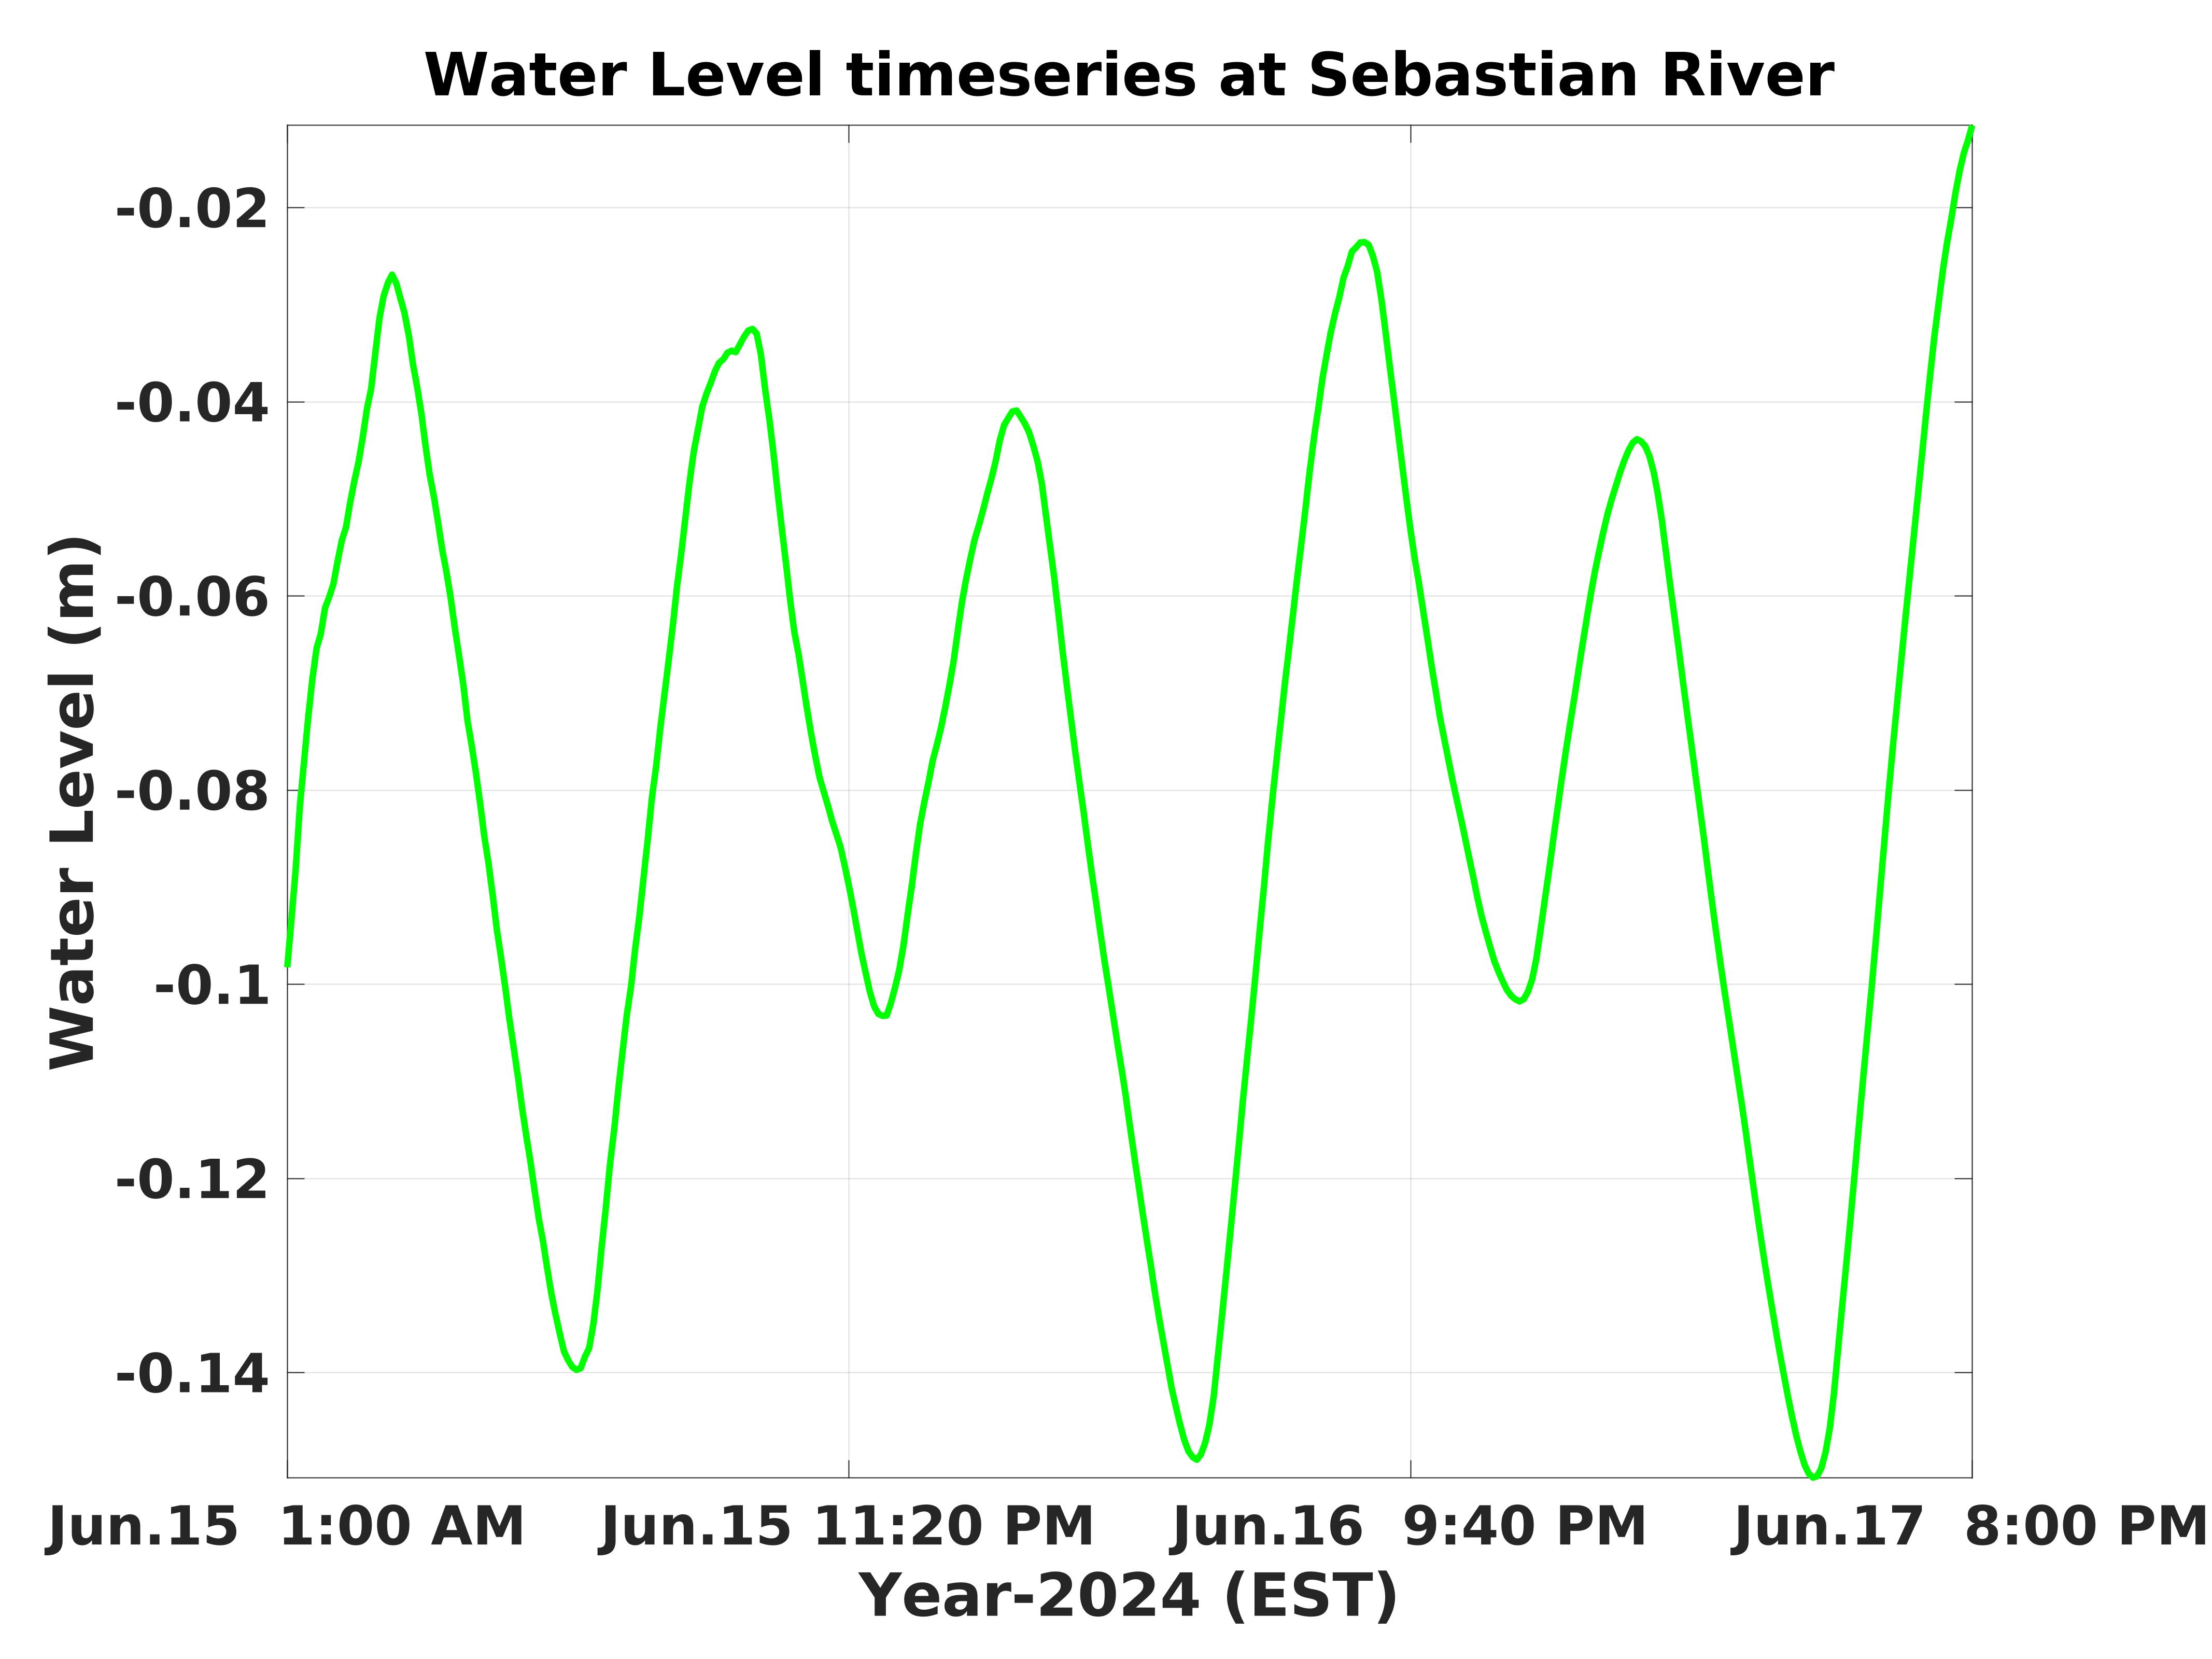 Water Level timeseries at Sebastian River
Water Level (m)
-0.02
-0.04
-0.06
-0.08
-0.1
-0.12
-0.14
Jun.15 1:00 AM Jun.15 11:20 PM Jun.16 9:40 PM Jun.17 8:00 PM
Year-2024 (EST)